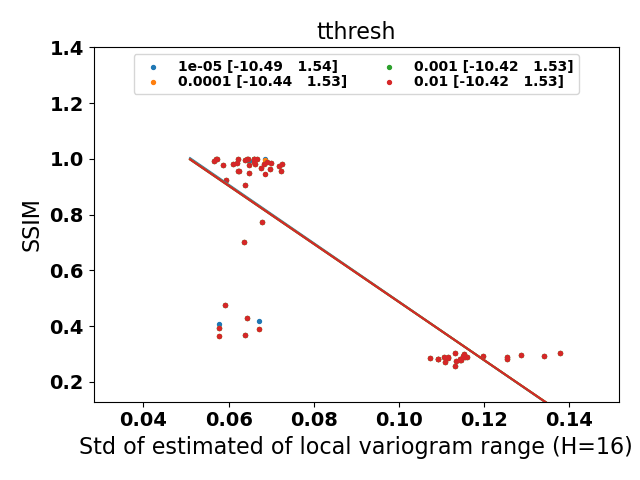 tthresh
1e-05 [-10.49   1.54]
0.0001 [-10.44   1.53]
0.001 [-10.42   1.53]
0.01 [-10.42   1.53]
SSIM
1.4
1.2
1.0
0.8
0.6
0.4
0.2
0.04 0.06 0.08 0.10 0.12 0.14
Std of estimated of local variogram range (H=16)